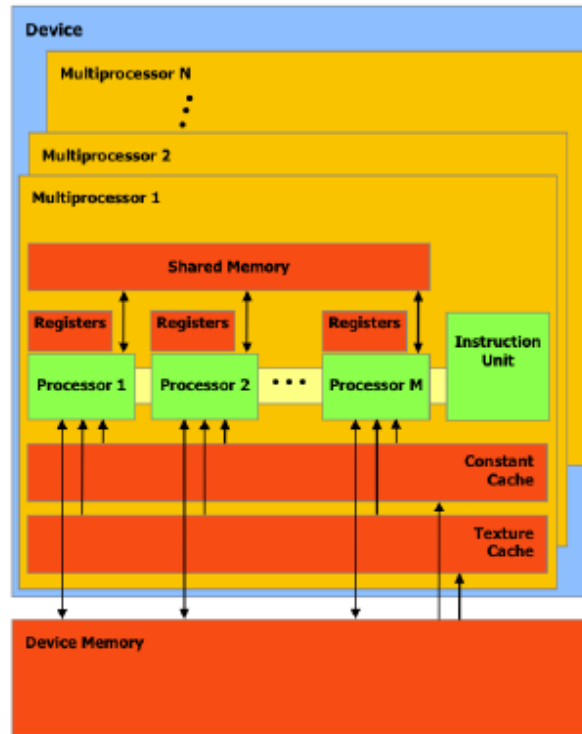 Device
Multiprocessor N
Multiprocessor 2
Multiprocessor 1
Shared Memory
Registers
Registers
Registers
Instruction
Unit
Processor 1
Processor 2
Processor M
Constant
Cache
Texture
Cache
Device Memory